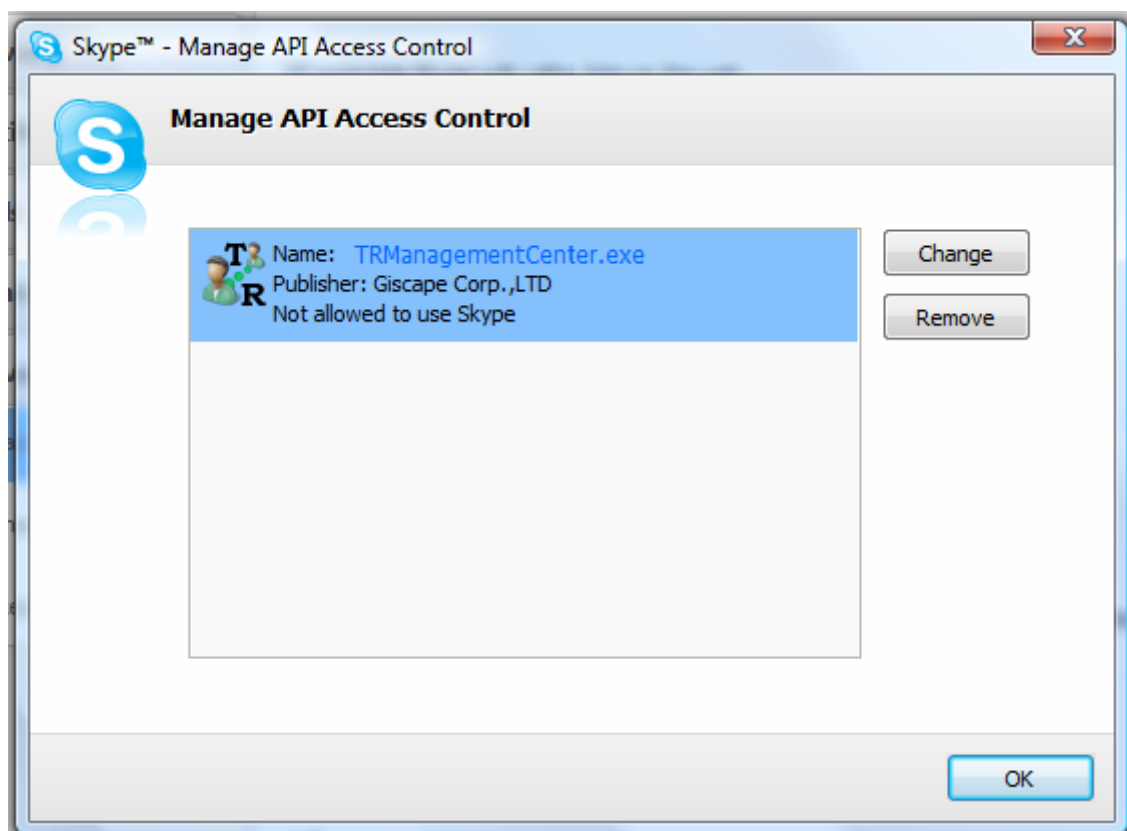 Skype™ - Manage API Access Control
Manage API Access Control
Name: TRManagementCenter.exe
Publisher: Giscape Corp.,LTD
Not allowed to use Skype
Change
Remove
OK